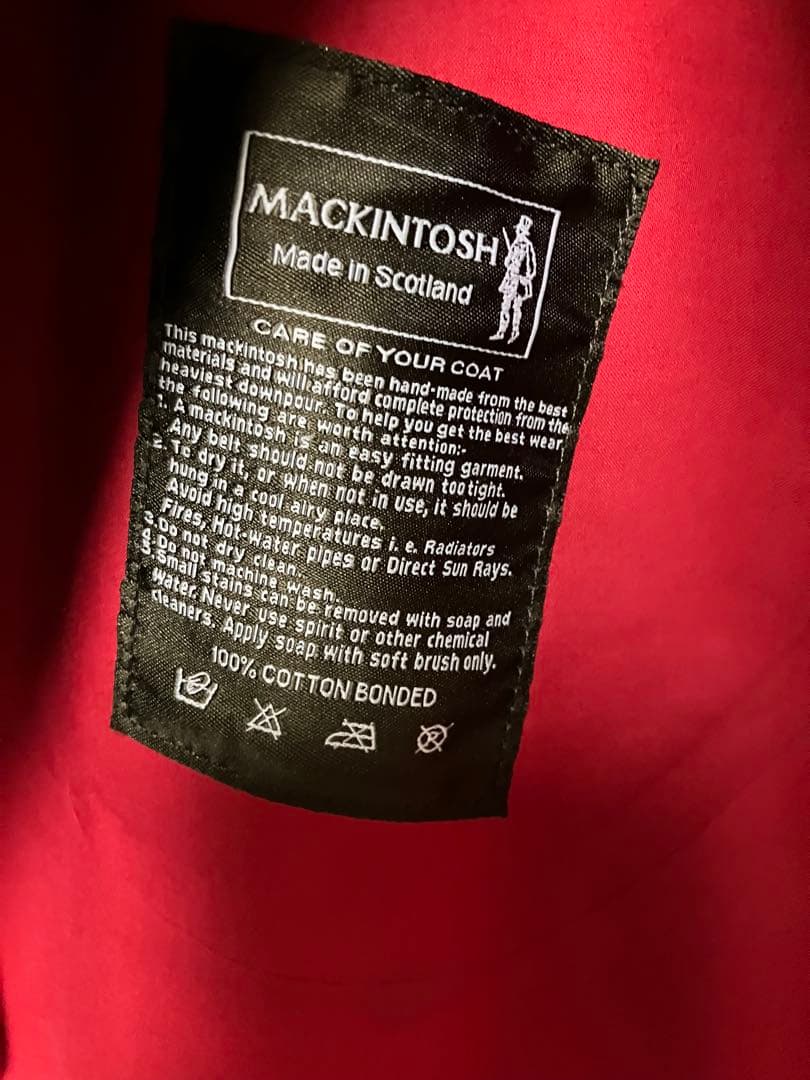 MACKINTOSH
Made in Scotland
CARE OF YOUR COAT
This mackintosh has been hand-made from the best
materials and will afford complete protection from the
heaviest downpour. To help you get the best wear
the following are worth attention:-
1. A mackintosh is an easy fitting garment.
Any belt should not be drawn too tight.
2. To dry it, or when not in use, it should be
hung in a cool airy place.
Avoid high temperatures i. e. Radiators
Fires, Hot-water pipes or Direct Sun Rays.
3. Do not dry clean.
4. Do not machine wash.
5. Small stains can be removed with soap and
water. Never use spirit or other chemical
cleaners. Apply soap with soft brush only.
100% COTTON BONDED
R